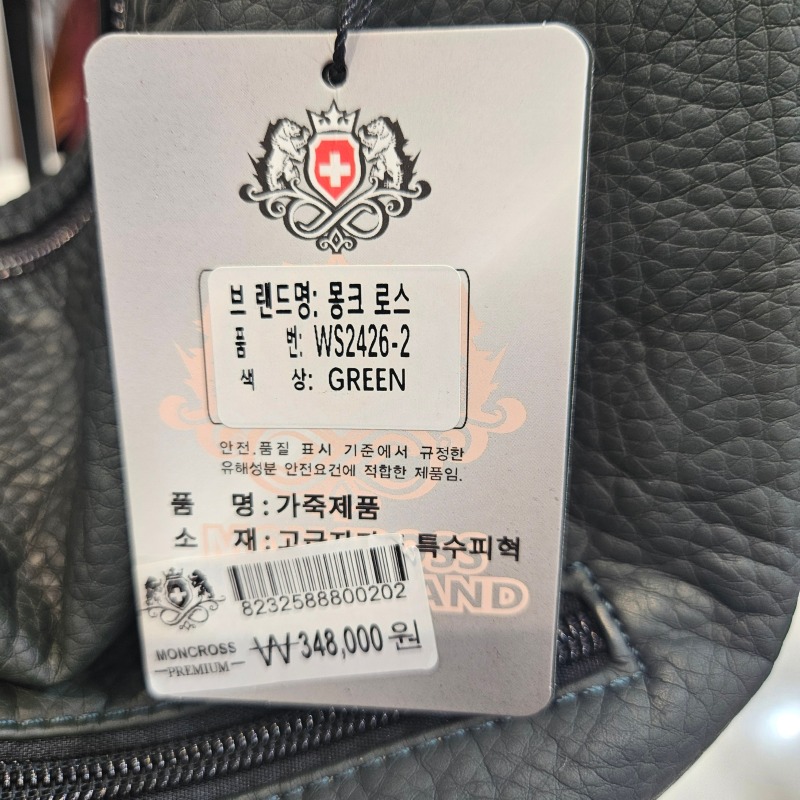 브랜드명: 몽크 로스
품 번: WS2426-2
색 상: GREEN
안전.품질 표시 기준에서 규정한
유해성분 안전요건에 적합한 제품임.
품 명 : 가죽제품
소 재 : 특수피혁
AND
8232588800202
MONCROSS
PREMIUM
₩ 348,000 원